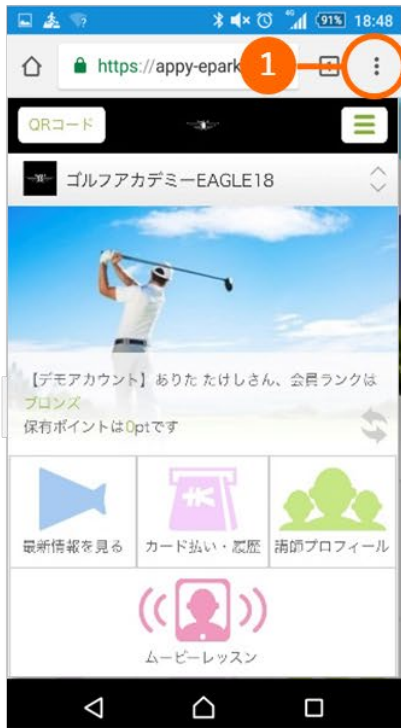 91% 18:48
https://appy-epark
1
QRコード
ゴルフアカデミーEAGLE18
【デモアカウント】ありた たけしさん、会員ランクは
ブロンズ
保有ポイントは0ptです
最新情報を見る カード払い・履歴 講師プロフィール
ムービーレッスン